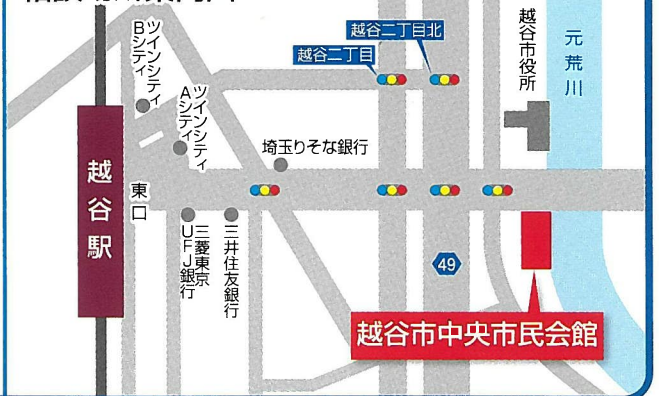 越谷二丁目北
越谷二丁目
ツインシティ
Bシティ
ツインシティ
Aシティ
越谷市役所
元荒川
埼玉りそな銀行
越谷駅
東口
三菱東京
UFJ銀行
三井住友銀行
49
越谷市中央市民会館